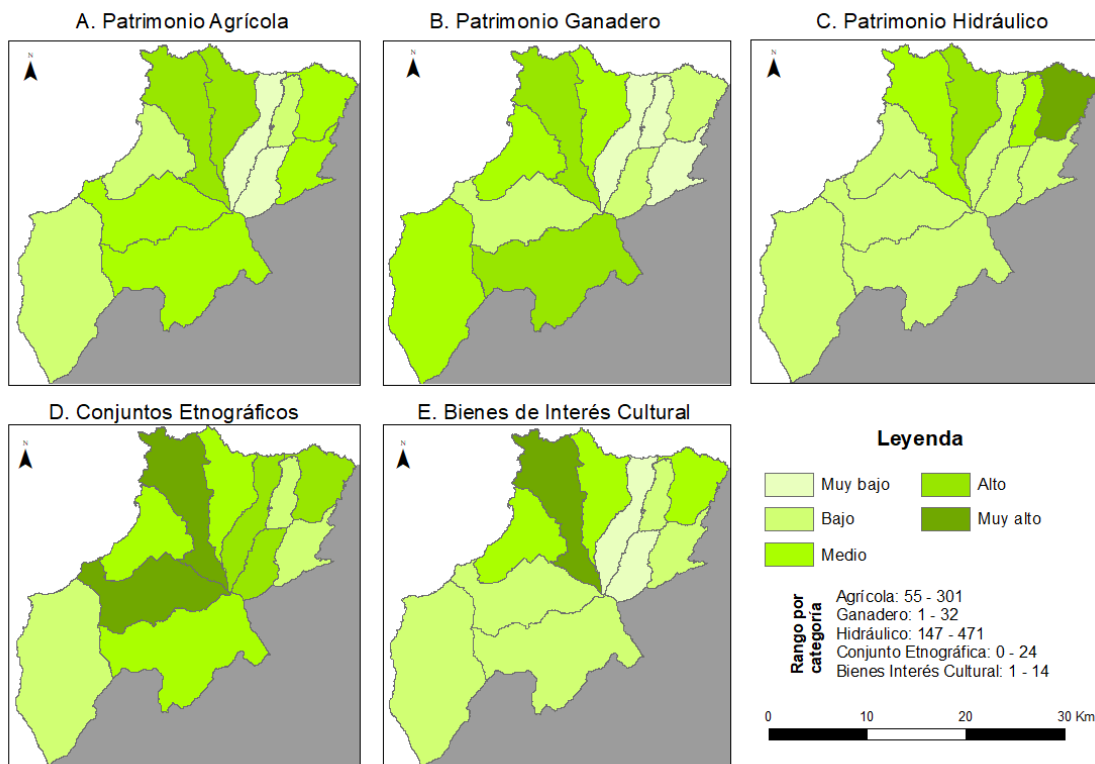 A. Patrimonio Agrícola
B. Patrimonio Ganadero
C. Patrimonio Hidráulico
N
N
N
D. Conjuntos Etnográficos
E. Bienes de Interés Cultural
N
N
Leyenda
Muy bajo
Alto
Bajo
Muy alto
Medio
Rango por
categoría
Agrícola: 55 - 301
Ganadero: 1 - 32
Hidráulico: 147 - 471
Conjunto Etnográfica: 0 - 24
Bienes Interés Cultural: 1 - 14
0 10 20 30 Km